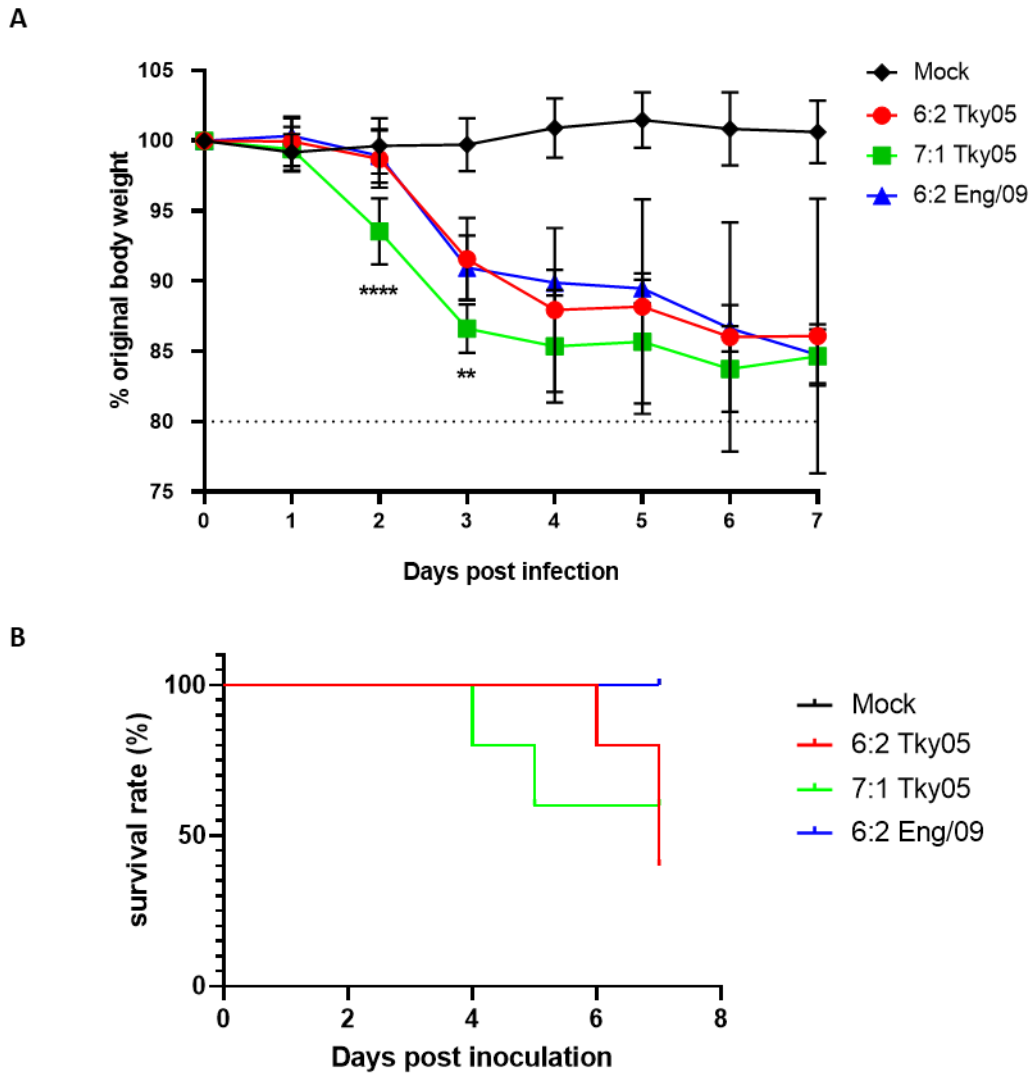 A
105
100
95
90
85
80
75
% original body weight
****
**
0 1 2 3 4 5 6 7
Days post infection
Mock
6:2 Tky05
7:1 Tky05
6:2 Eng/09
B
100
50
0
survival rate (%)
0 2 4 6 8
Days post inoculation
Mock
6:2 Tky05
7:1 Tky05
6:2 Eng/09